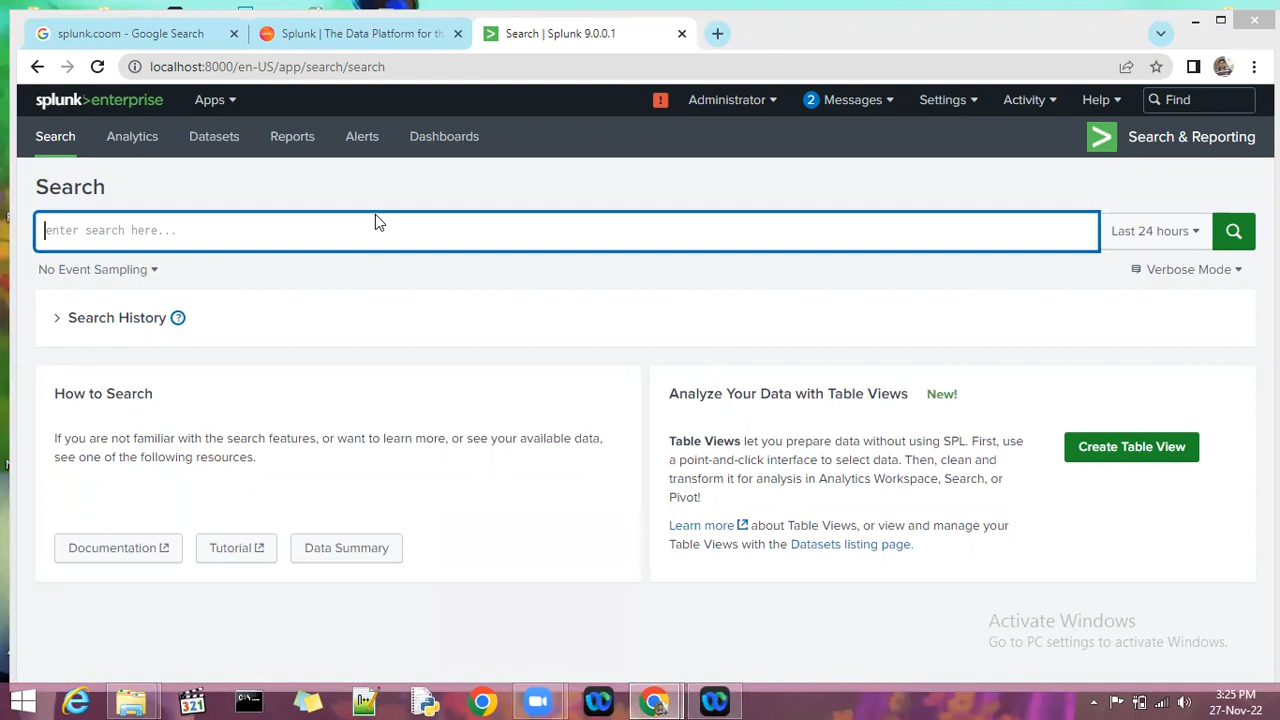 splunk.coom - Google Search
Splunk | The Data Platform for th
Search | Splunk 9.0.0.1
localhost:8000/en-US/app/search/search
splunk>enterprise Apps
! Administrator 2 Messages Settings Activity Help Find
Search Analytics Datasets Reports Alerts Dashboards
> Search & Reporting
Search
enter search here...
Last 24 hours
No Event Sampling
Verbose Mode
Search History ?
How to Search
If you are not familiar with the search features, or want to learn more, or see your available data,
see one of the following resources.
Documentation Tutorial Data Summary
Analyze Your Data with Table Views New!
Table Views let you prepare data without using SPL. First, use
a point-and-click interface to select data. Then, clean and
transform it for analysis in Analytics Workspace, Search, or
Pivot!
Create Table View
Learn more about Table Views, or view and manage your
Table Views with the Datasets listing page.
Activate Windows
Go to PC settings to activate Windows.
321
3:25 PM
27-Nov-22